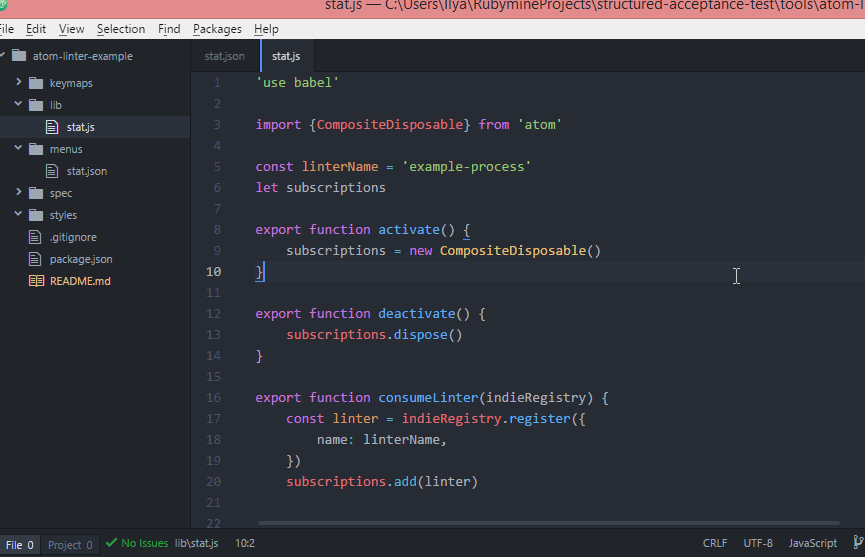 stat.js — C:\Users\Ilya\RubymineProjects\structured-acceptance-test\tools\atom-l
File Edit View Selection Find Packages Help
atom-linter-example
keymaps
lib
stat.js
menus
stat.json
spec
styles
.gitignore
package.json
README.md
stat.json stat.js
1 'use babel'
2
3 import {CompositeDisposable} from 'atom'
4
5 const linterName = 'example-process'
6 let subscriptions
7
8 export function activate() {
9 subscriptions = new CompositeDisposable()
10 }
11
12 export function deactivate() {
13 subscriptions.dispose()
14 }
15
16 export function consumeLinter(indieRegistry) {
17 const linter = indieRegistry.register({
18 name: linterName,
19 })
20 subscriptions.add(linter)
21
22
File 0 Project 0 No Issues lib\stat.js 10:2 CRLF UTF-8 JavaScript